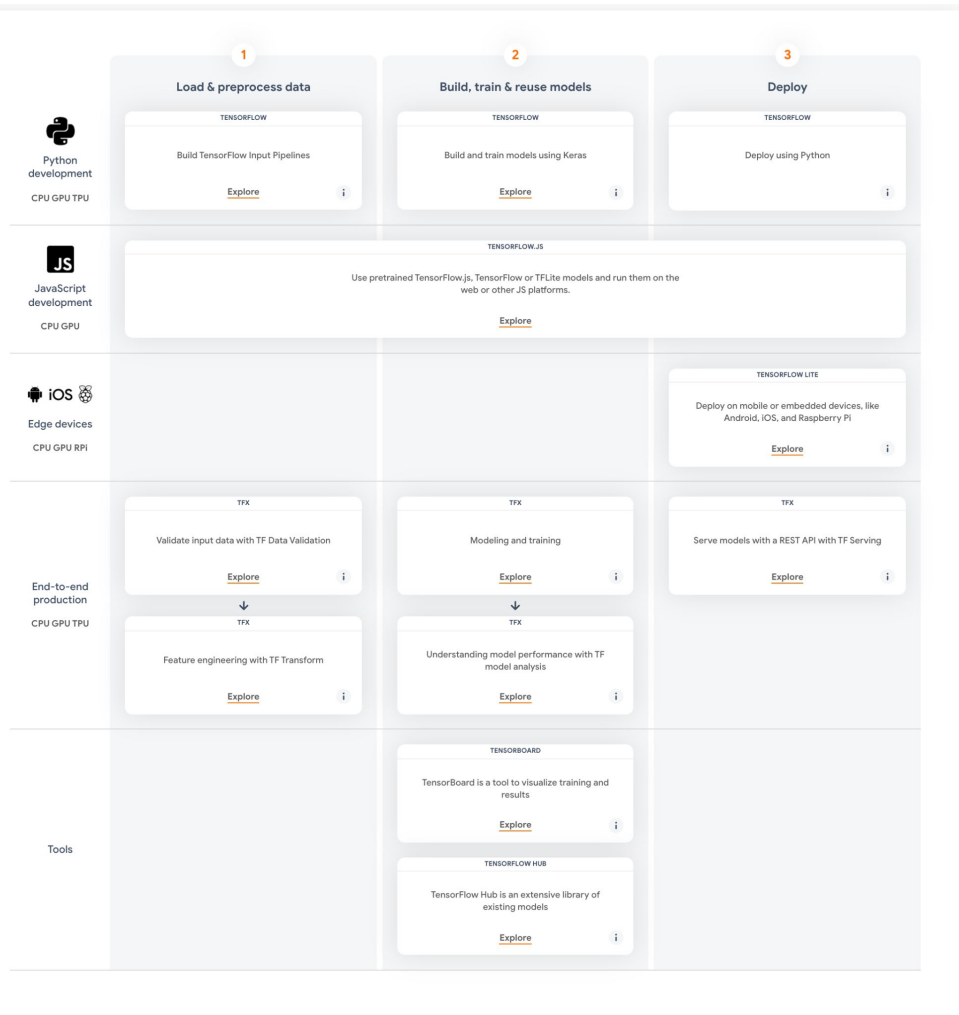 1
2
3
Load & preprocess data
Build, train & reuse models
Deploy
Python
development
CPU GPU TPU
TENSORFLOW
Build TensorFlow Input Pipelines
Explore
i
TENSORFLOW
Build and train models using Keras
Explore
i
TENSORFLOW
Deploy using Python
i
JS
JavaScript
development
CPU GPU
TENSORFLOW.JS
Use pretrained TensorFlow.js, TensorFlow or TFLite models and run them on the
web or other JS platforms.
Explore
iOS
Edge devices
CPU GPU RPi
TENSORFLOW LITE
Deploy on mobile or embedded devices, like
Android, iOS, and Raspberry Pi
Explore
i
End-to-end
production
CPU GPU TPU
TFX
Validate input data with TF Data Validation
Explore
i
TFX
Feature engineering with TF Transform
Explore
i
TFX
Modeling and training
Explore
i
TFX
Understanding model performance with TF
model analysis
Explore
i
TFX
Serve models with a REST API with TF Serving
Explore
i
Tools
TENSORBOARD
TensorBoard is a tool to visualize training and
results
Explore
i
TENSORFLOW HUB
TensorFlow Hub is an extensive library of
existing models
Explore
i